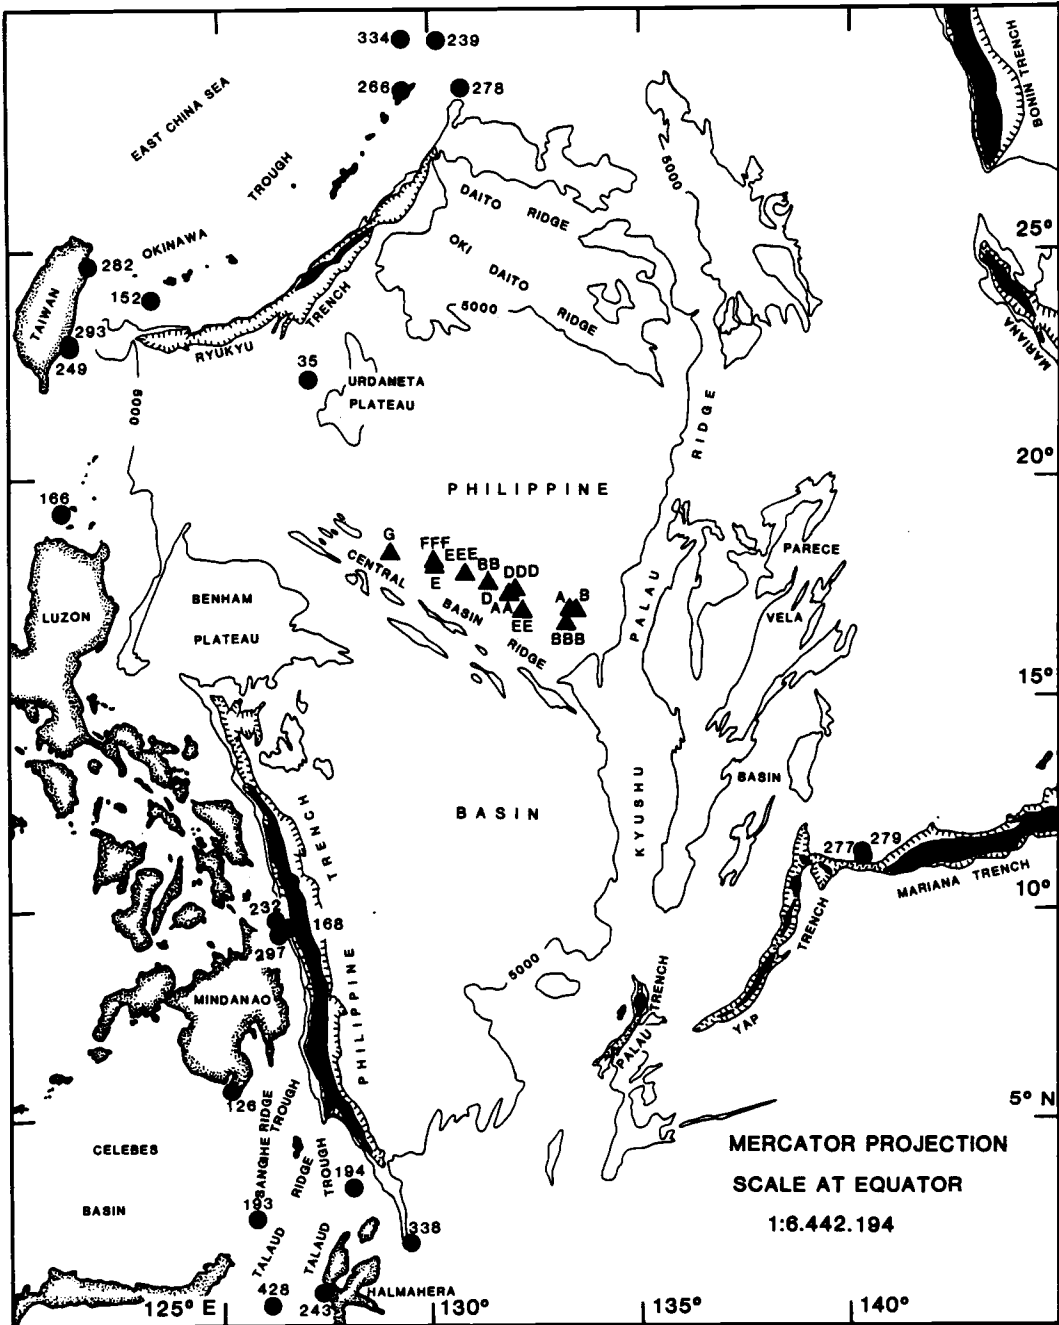 334
239
266
278
BONIN TRENCH
EAST CHINA SEA
5000
TROUGH
DAITO RIDGE
OKINAWA
OKI DAITO RIDGE
25°
282
152
TAIWAN
TRENCH
5000
MARIANA
293
249
RYUKYU
35
URDAMETA
PLATEAU
6000
RIDGE
20°
PHILIPPINE
166
G
FFF
EEE
BB
DDD
E
D
AA
EE
A
B
BBB
CENTRAL
BASIN
RIDGE
PARECE
VELA
BENHAM
PLATEAU
LUZON
PALAU
15°
BASIN
BASIN
KYUSHU
TRENCH
277
279
MARIANA TRENCH
10°
232
168
297
TRENCH
5000
MINDANAO
PHILIPPINE
PALAU TRENCH
YAP
126
5° N
SANGIHE RIDGE
TROUGH
CELEBES
RIDGE
TROUGH
MERCATOR PROJECTION
194
SCALE AT EQUATOR
BASIN
193
1:6.442.194
338
TALAUD
TALAUD
428
243
HALMAHERA
125° E
130°
135°
140°